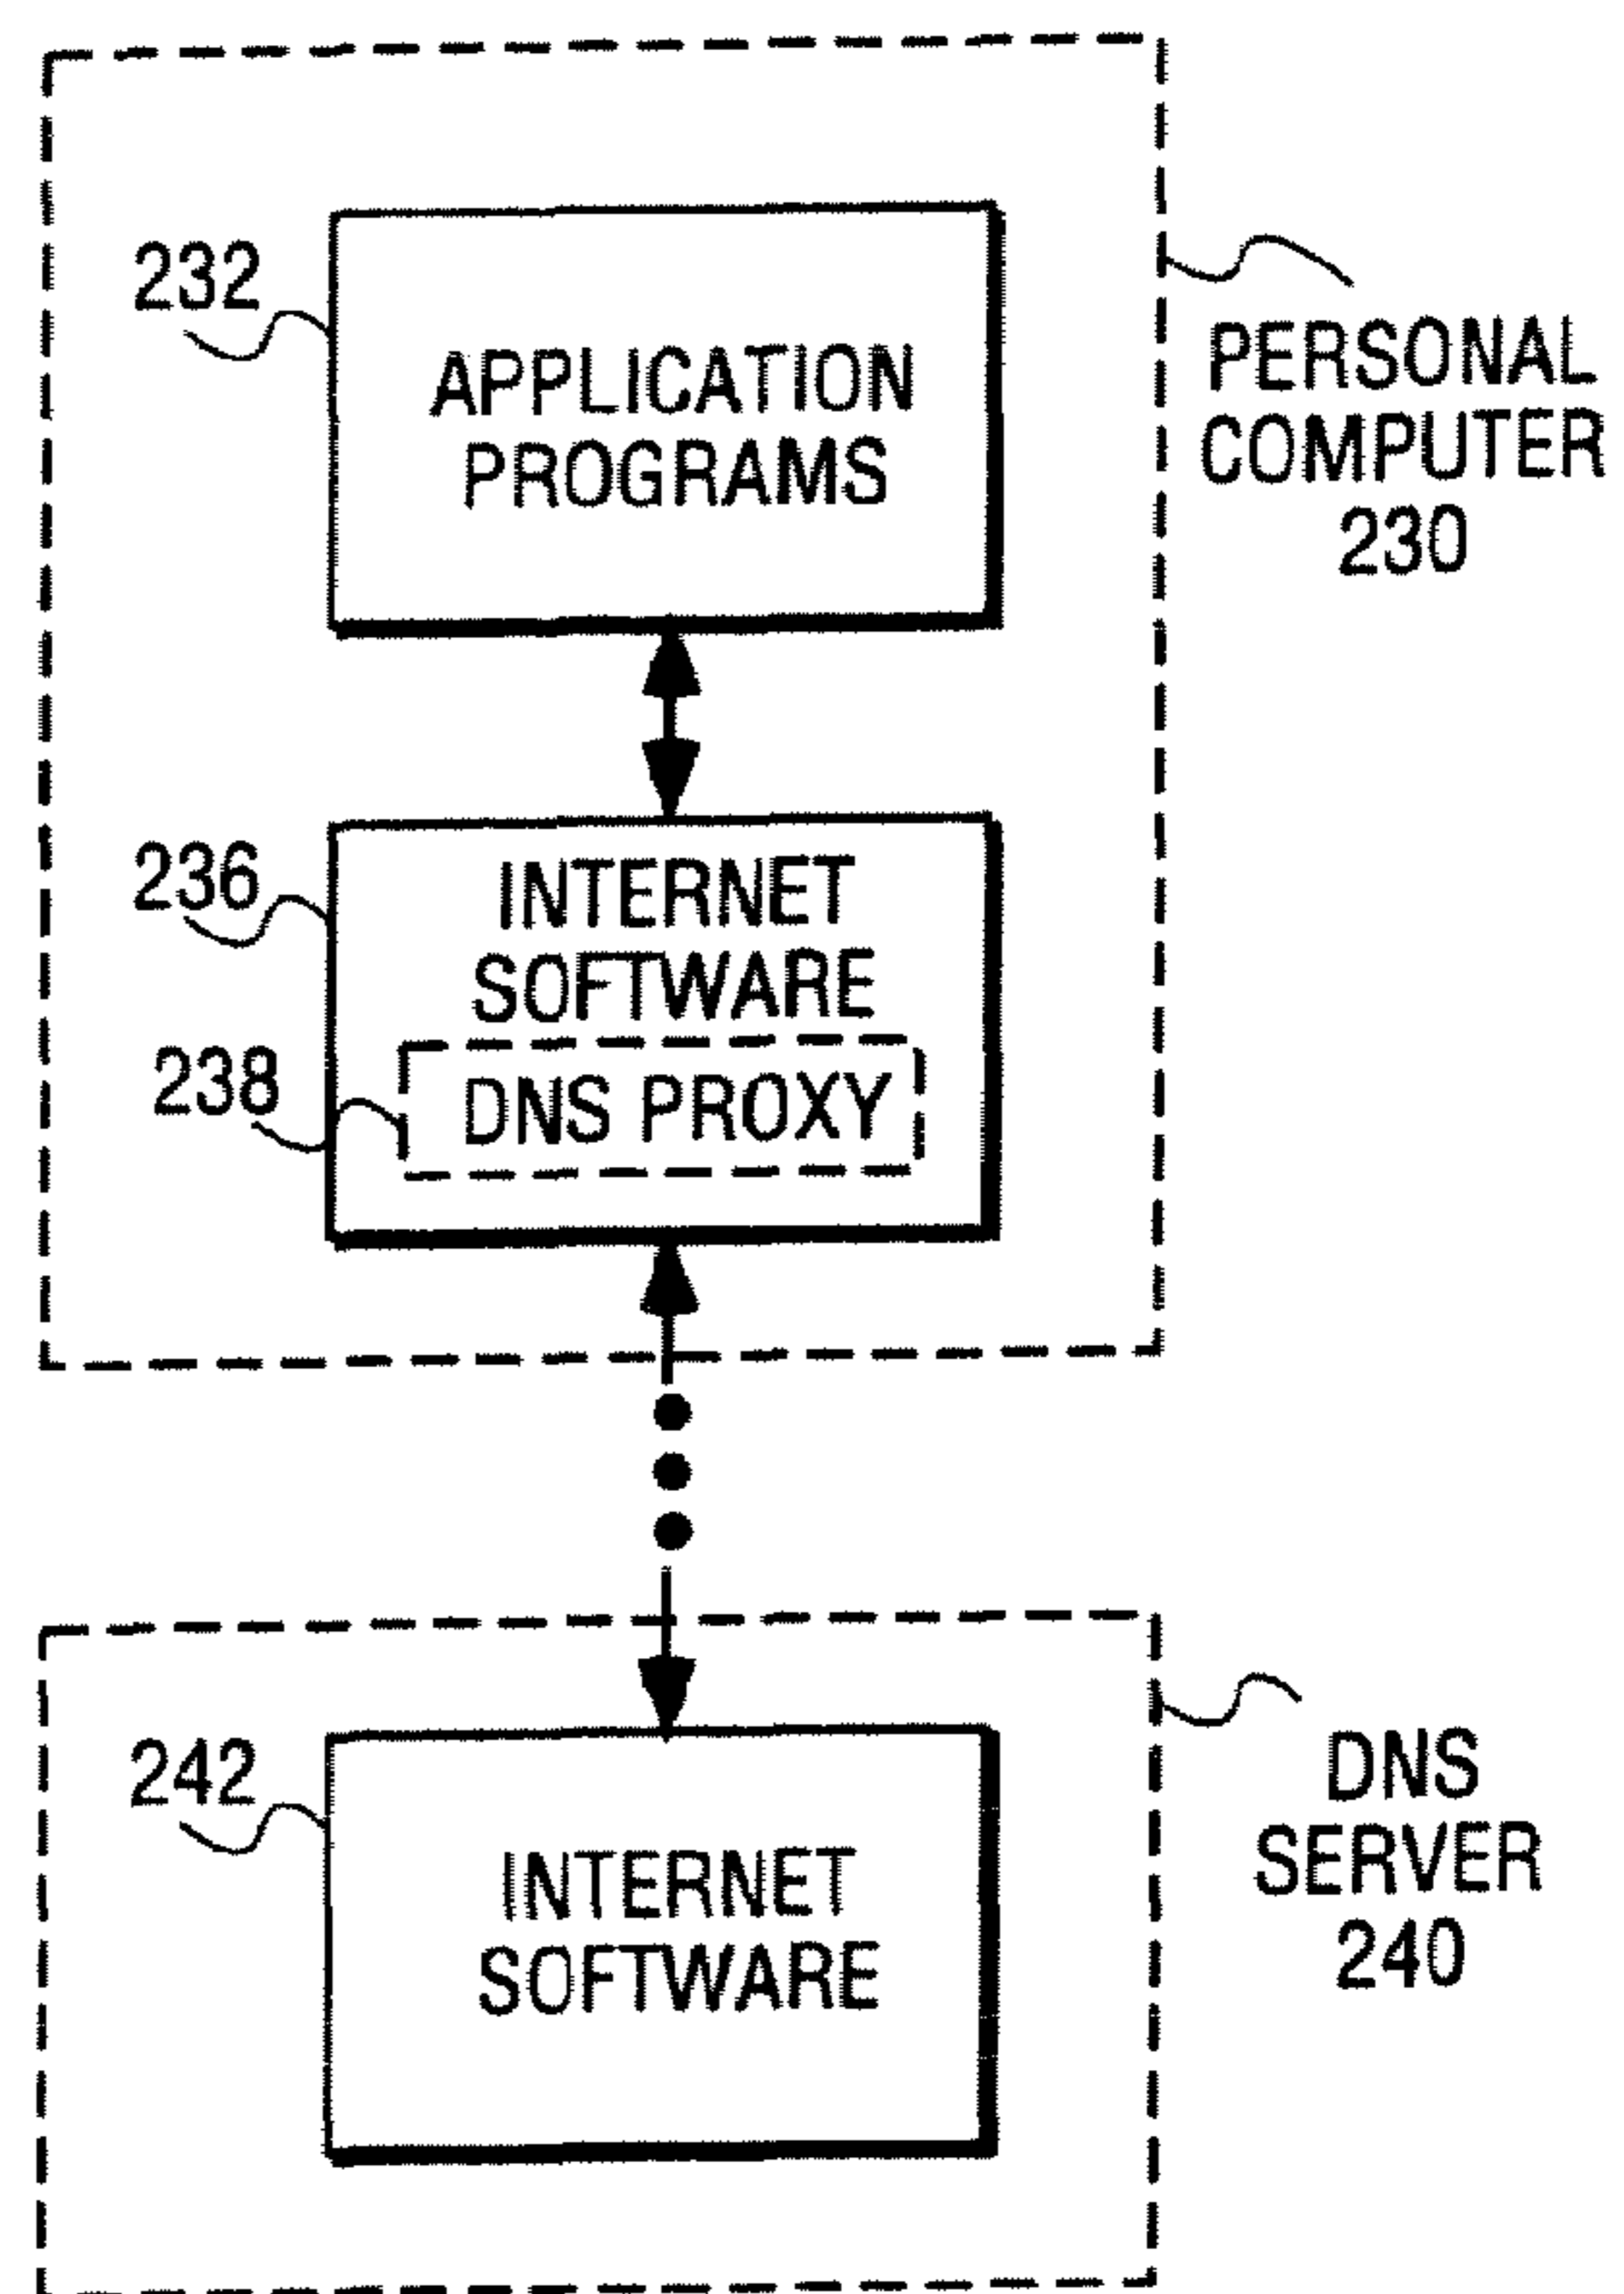 232
APPLICATION
PROGRAMS
PERSONAL
COMPUTER
230
236
INTERNET
SOFTWARE
238
DNS PROXY
242
INTERNET
SOFTWARE
DNS
SERVER
240